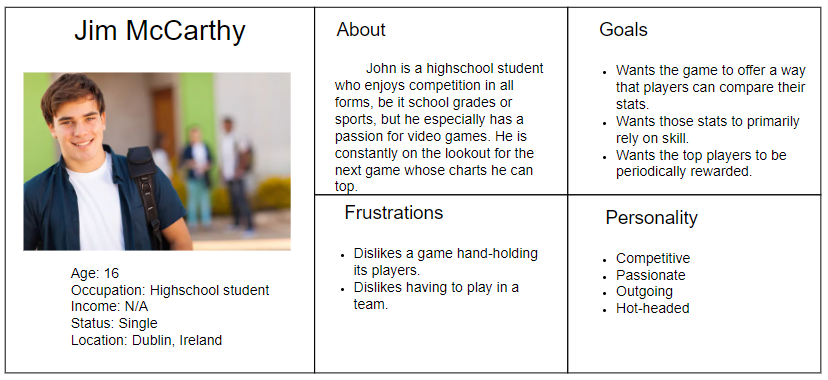 Jim McCarthy
Age: 16
Occupation: Highschool student
Income: N/A
Status: Single
Location: Dublin, Ireland
About
John is a highschool student
who enjoys competition in all
forms, be it school grades or
sports, but he especially has a
passion for video games. He is
constantly on the lookout for the
next game whose charts he can
top.
Goals
• Wants the game to offer a way
that players can compare their
stats.
• Wants those stats to primarily
rely on skill.
• Wants the top players to be
periodically rewarded.
Frustrations
• Dislikes a game hand-holding
its players.
• Dislikes having to play in a
team.
Personality
• Competitive
• Passionate
• Outgoing
• Hot-headed